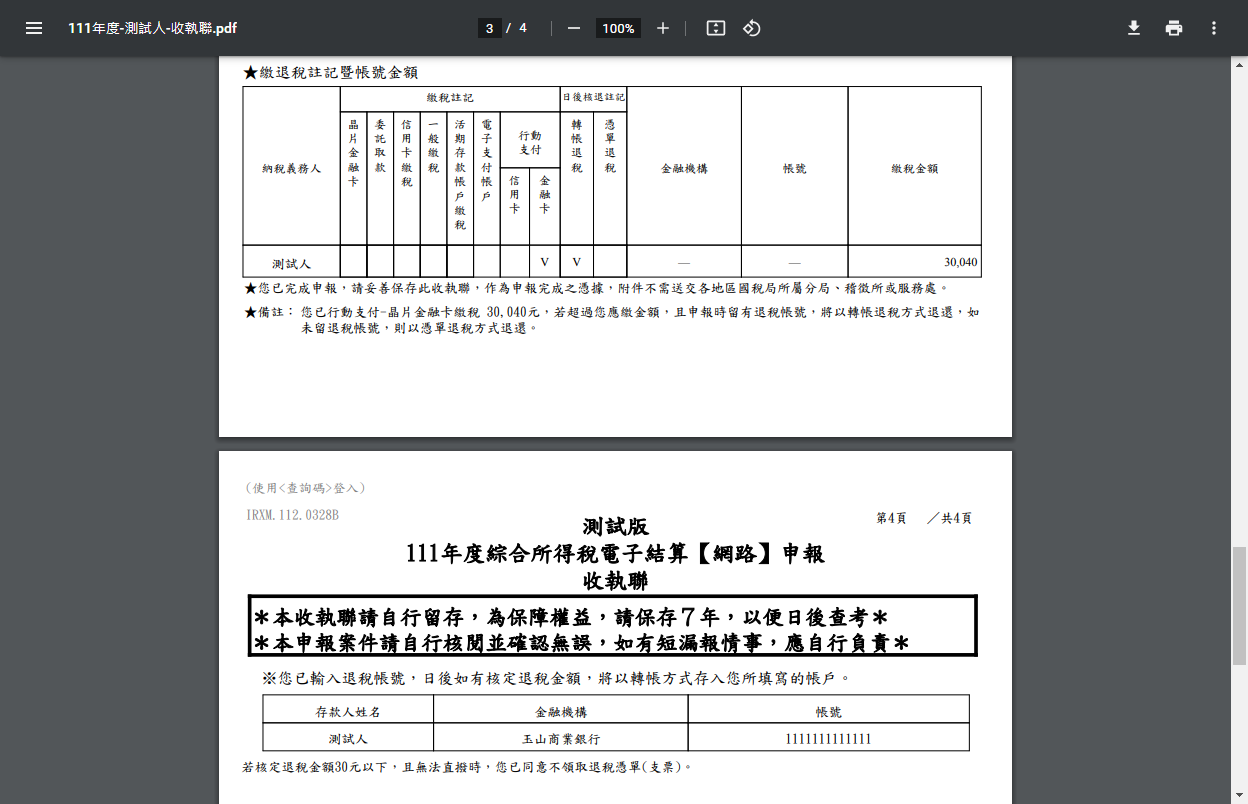 111年度-測試人-收執聯.pdf
3 / 4
100%
★繳退稅註記暨帳號金額
納稅義務人
繳稅註記
日後核退註記
金融機構
帳號
繳稅金額
晶片金融卡
委託取款
信用卡繳稅
一般繳稅
活期存款帳戶繳稅
電子支付帳戶
行動支付
信用卡
金融卡
轉帳退稅
憑單退稅
測試人 V V — — 30,040
★您已完成申報，請妥善保存此收執聯，作為申報完成之憑據，附件不需送交各地區國稅局所屬分局、稽徵所或服務處。
★備註： 您已行動支付-晶片金融卡繳稅 30,040元，若超過您應繳金額，且申報時留有退稅帳號，將以轉帳退稅方式退還，如
未留退稅帳號，則以憑單退稅方式退還。
(使用<查詢碼>登入)
IRXM.112.0328B
第4頁 ／共4頁
測試版
111年度綜合所得稅電子結算【網路】申報
收執聯
＊本收執聯請自行留存，為保障權益，請保存７年，以便日後查考＊
＊本申報案件請自行核閱並確認無誤，如有短漏報情事，應自行負責＊
※您已輸入退稅帳號，日後如有核定退稅金額，將以轉帳方式存入您所填寫的帳戶。
存款人姓名 金融機構 帳號
測試人 玉山商業銀行 1111111111111
若核定退稅金額30元以下，且無法直撥時，您已同意不領取退稅憑單(支票)。